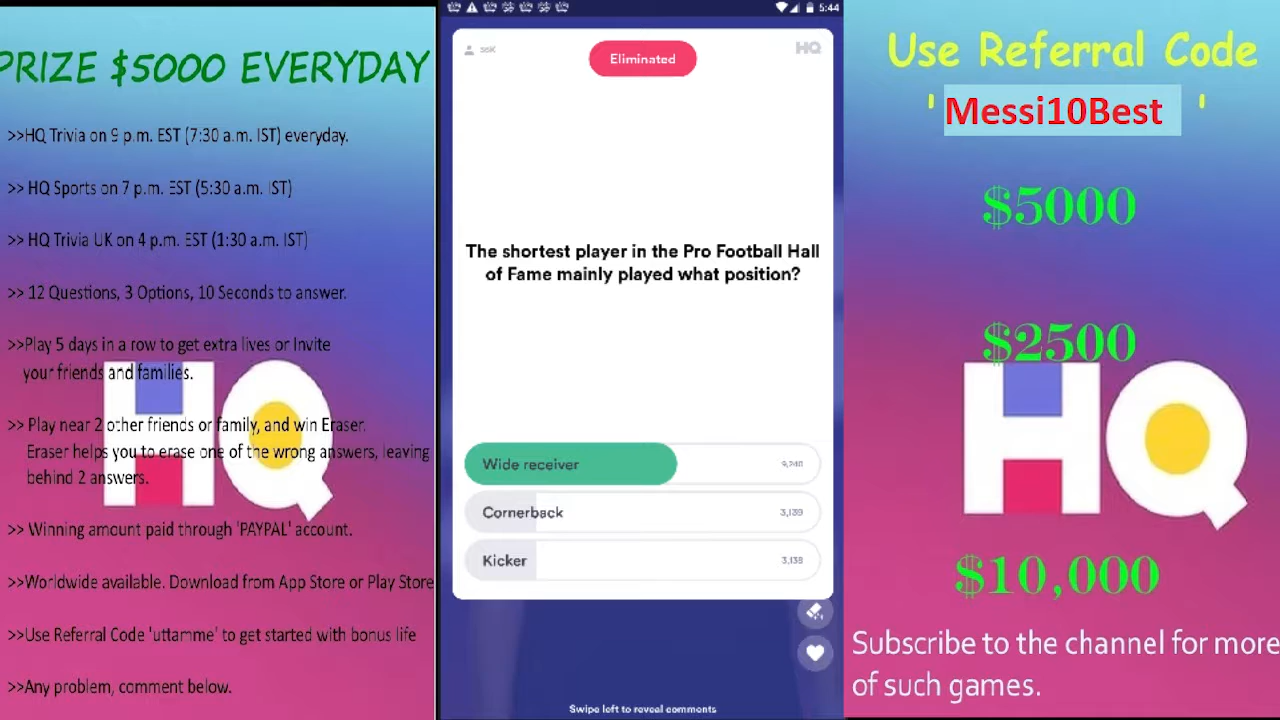 PRIZE $5000 EVERYDAY
>>HQ Trivia on 9 p.m. EST (7:30 a.m. IST) everyday.
>> HQ Sports on 7 p.m. EST (5:30 a.m. IST)
>> HQ Trivia UK on 4 p.m. EST (1:30 a.m. IST)
>> 12 Questions, 3 Options, 10 Seconds to answer.
>>Play 5 days in a row to get extra lives or Invite
your friends and families.
>> Play near 2 other friends or family, and win Eraser.
Eraser helps you to erase one of the wrong answers, leaving
behind 2 answers.
>> Winning amount paid through 'PAYPAL' account.
>>Worldwide available. Download from App Store or Play Store
>>Use Referral Code 'uttamme' to get started with bonus life
>>Any problem, comment below.
HQ
5:44
Eliminated
HQ
The shortest player in the Pro Football Hall
of Fame mainly played what position?
Wide receiver
Cornerback 3,139
Kicker
Swipe left to reveal comments
Use Referral Code
' Messi10Best '
$5000
$2500
HQ
$10,000
Subscribe to the channel for more
of such games.